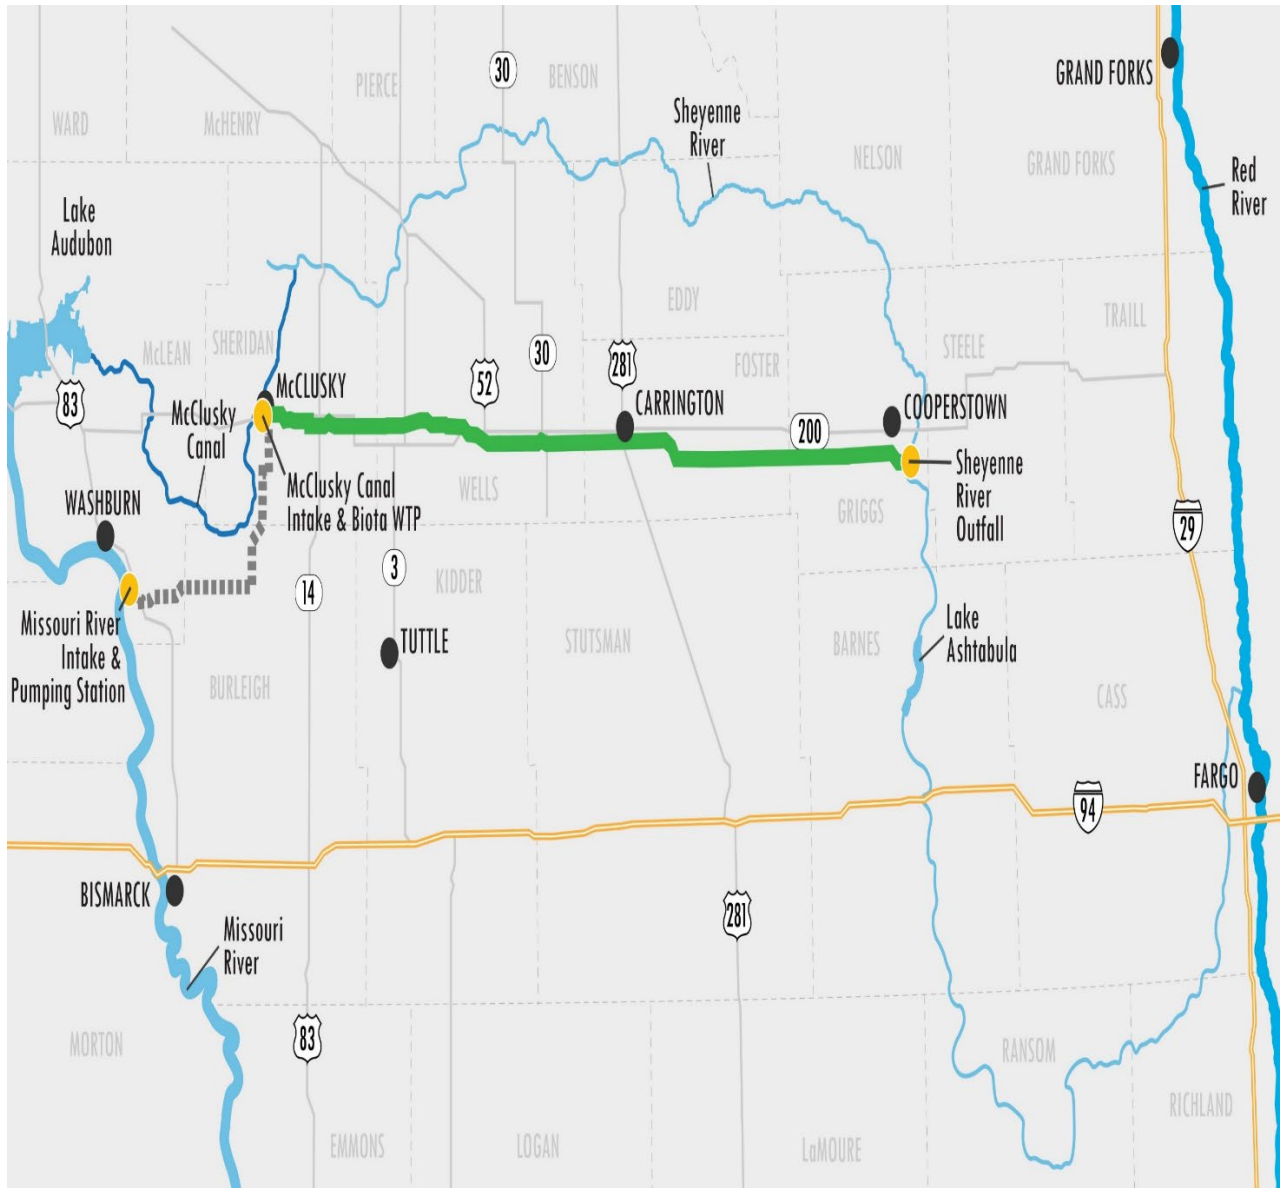 30
BENSON
PIERCE
GRAND FORKS
WARD
McHENRY
Sheyenne
River
NELSON
GRAND FORKS
Red
River
Lake
Audubon
EDDY
TRAILL
McLEAN
SHERIDAN
30
281
FOSTER
STEELE
83
McCLUSKY
52
CARRINGTON
COOPERSTOWN
McClusky
Canal
200
WASHBURN
McClusky Canal
Intake & Biota WTP
WELLS
Sheyenne
River
Outfall
GRIGGS
29
14
3
KIDDER
Missouri River
Intake &
Pumping Station
TUTTLE
STUTSMAN
BARNES
Lake
Ashtabula
BURLEIGH
CASS
FARGO
94
BISMARCK
281
Missouri
River
83
MORTON
RANSOM
RICHLAND
EMMONS
LOGAN
LaMOURE